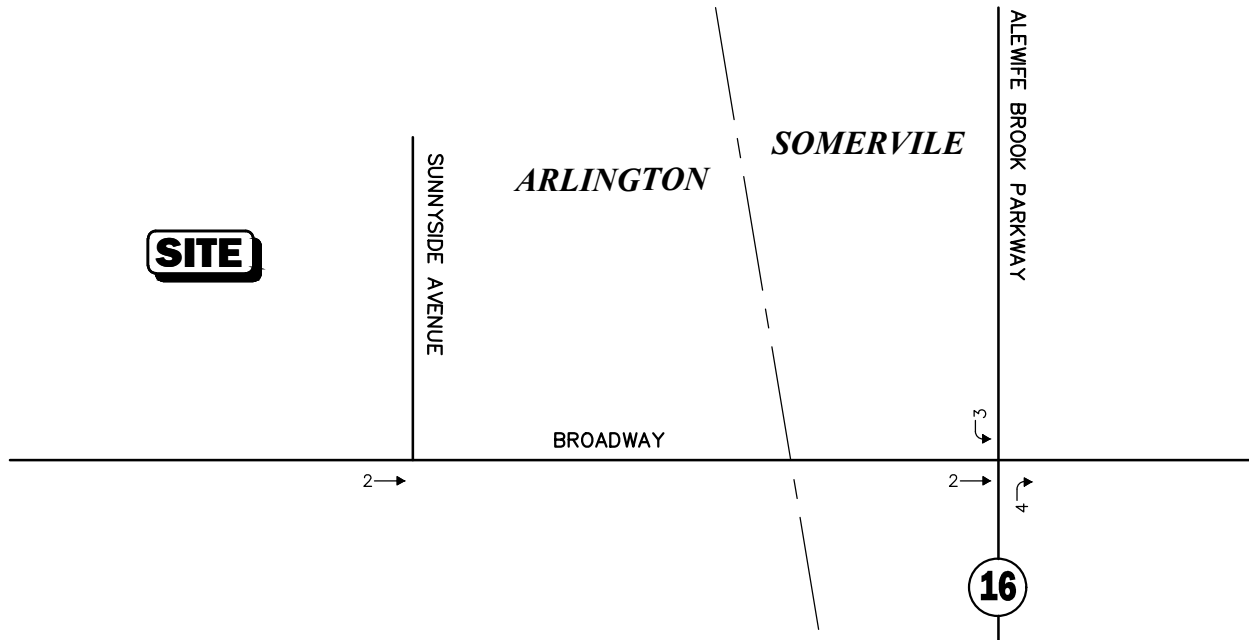 ALEWIFE BROOK PARKWAY
SOMERVILE
ARLINGTON
SUNNYSIDE AVENUE
SITE
3
BROADWAY
2
2
4
16